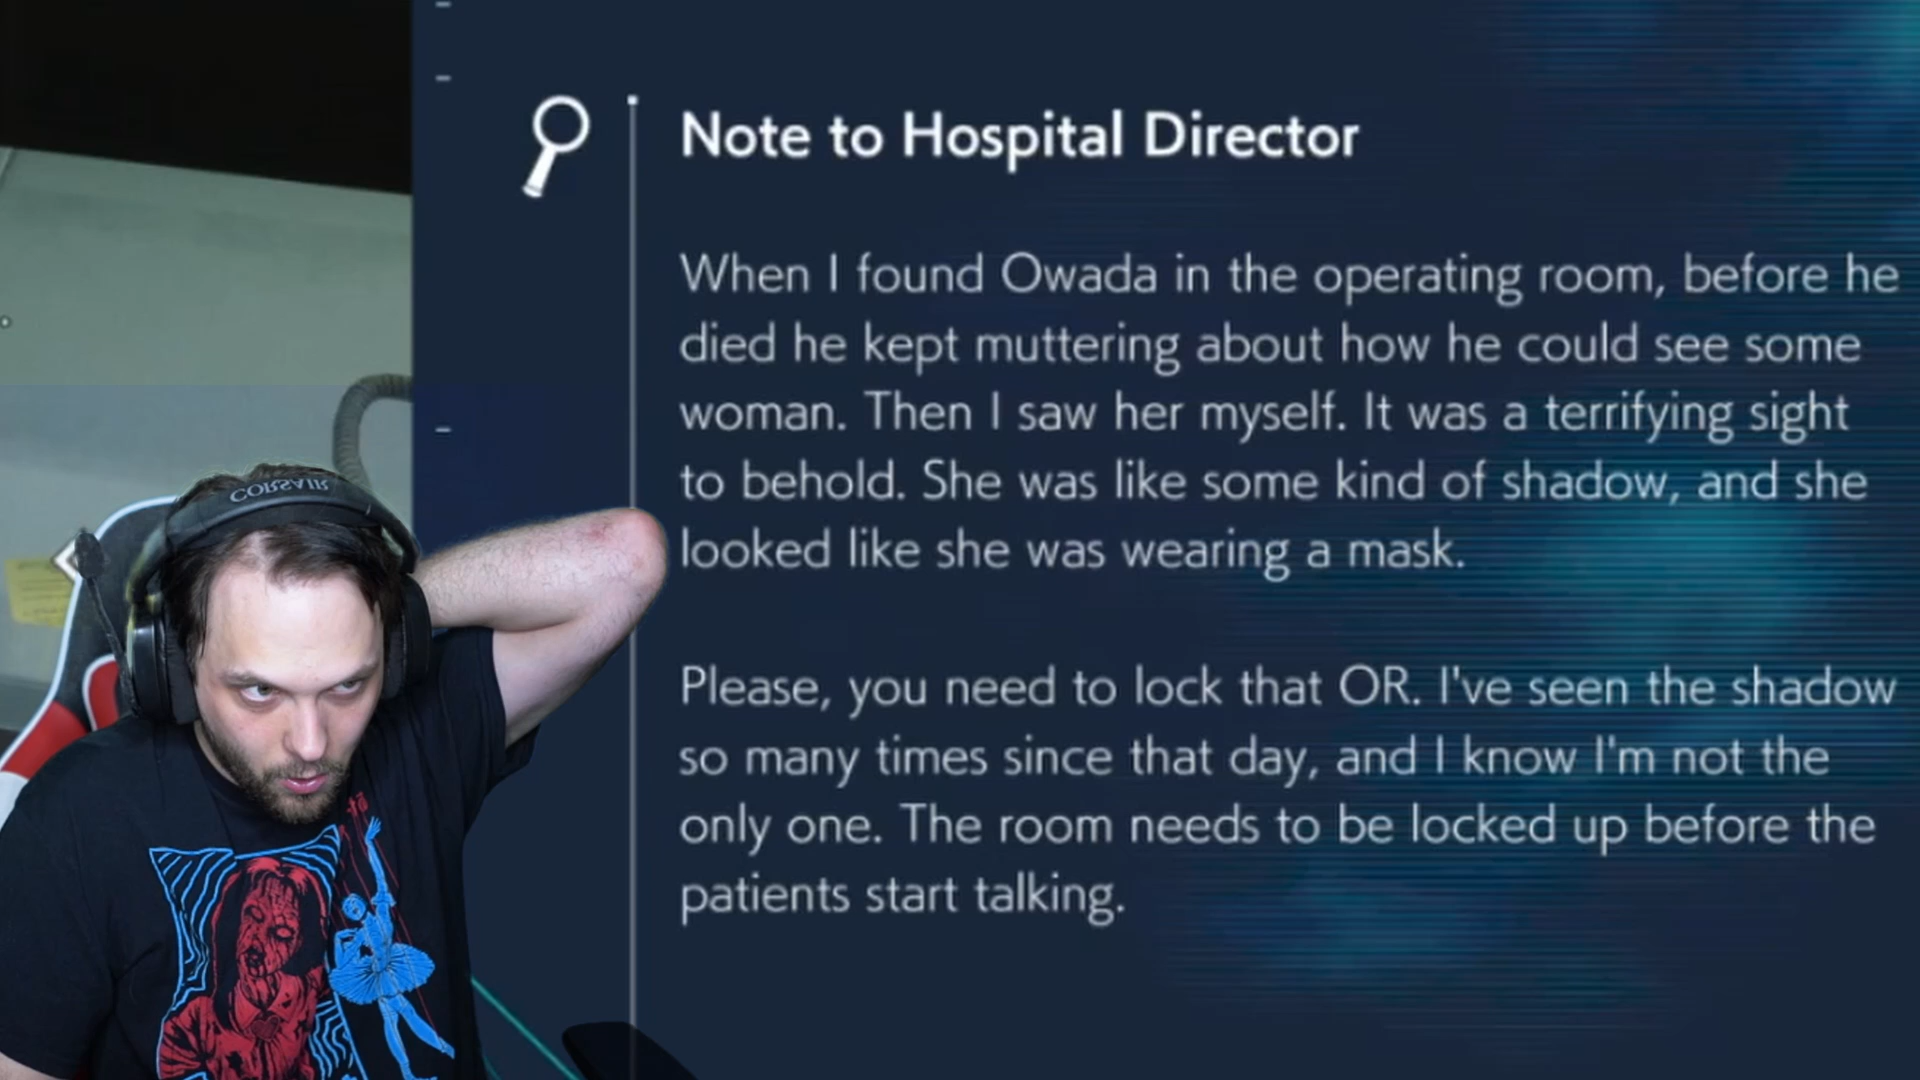 Note to Hospital Director
When I found Owada in the operating room, before he
died he kept muttering about how he could see some
woman. Then I saw her myself. It was a terrifying sight
to behold. She was like some kind of shadow, and she
looked like she was wearing a mask.
Please, you need to lock that OR. I've seen the shadow
so many times since that day, and I know I'm not the
only one. The room needs to be locked up before the
patients start talking.
CORSAIR